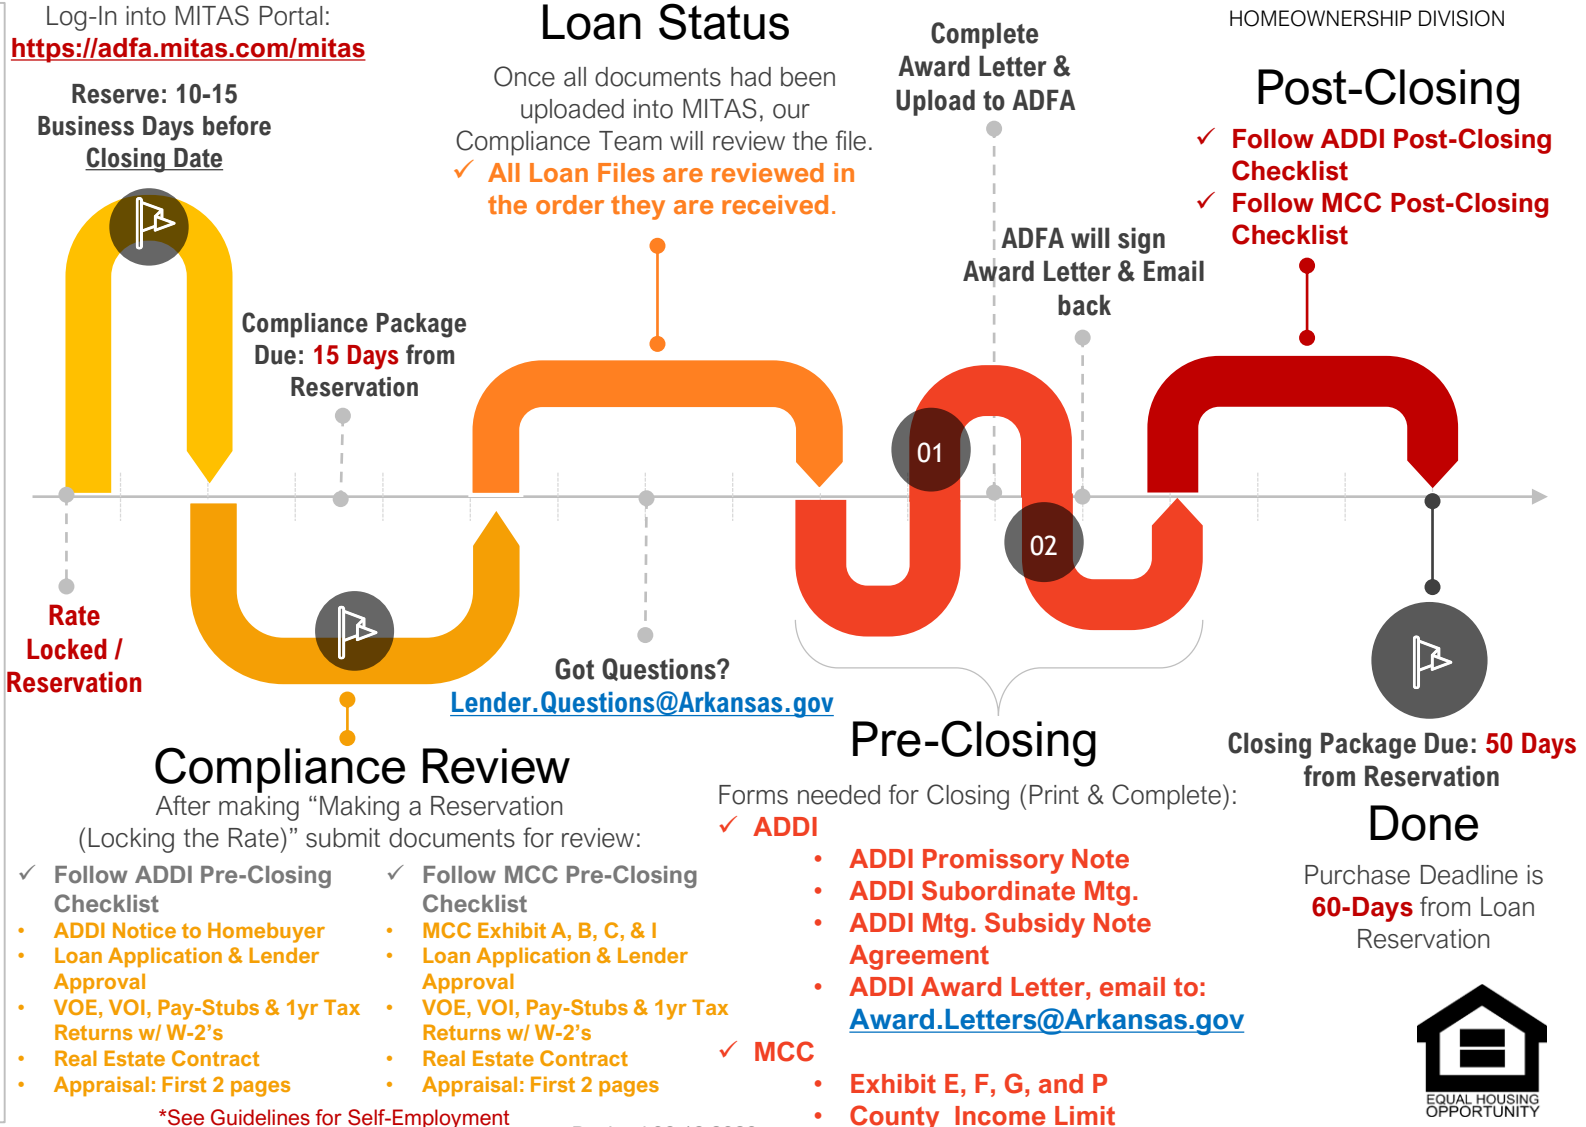 Log-In into MITAS Portal:
https://adfa.mitas.com/mitas
Reserve: 10-15
Business Days before
Closing Date
Loan Status
Once all documents had been
uploaded into MITAS, our
Compliance Team will review the file.
✓ All Loan Files are reviewed in
the order they are received.
Complete
Award Letter &
Upload to ADFA
HOMEOWNERSHIP DIVISION
Post-Closing
✓ Follow ADDI Post-Closing
Checklist
✓ Follow MCC Post-Closing
Checklist
ADFA will sign
Award Letter & Email
back
Compliance Package
Due: 15 Days from
Reservation
01
02
Rate
Locked /
Reservation
Got Questions?
Lender.Questions@Arkansas.gov
Compliance Review
After making “Making a Reservation
(Locking the Rate)” submit documents for review:
✓ Follow ADDI Pre-Closing
Checklist
• ADDI Notice to Homebuyer
• Loan Application & Lender
Approval
• VOE, VOI, Pay-Stubs & 1yr Tax
Returns w/ W-2’s
• Real Estate Contract
• Appraisal: First 2 pages
✓ Follow MCC Pre-Closing
Checklist
• MCC Exhibit A, B, C, & I
• Loan Application & Lender
Approval
• VOE, VOI, Pay-Stubs & 1yr Tax
Returns w/ W-2’s
• Real Estate Contract
• Appraisal: First 2 pages
*See Guidelines for Self-Employment
Pre-Closing
Forms needed for Closing (Print & Complete):
✓ ADDI
• ADDI Promissory Note
• ADDI Subordinate Mtg.
• ADDI Mtg. Subsidy Note
Agreement
• ADDI Award Letter, email to:
Award.Letters@Arkansas.gov
✓ MCC
• Exhibit E, F, G, and P
• County Income Limit
Closing Package Due: 50 Days
from Reservation
Done
Purchase Deadline is
60-Days from Loan
Reservation
EQUAL HOUSING
OPPORTUNITY